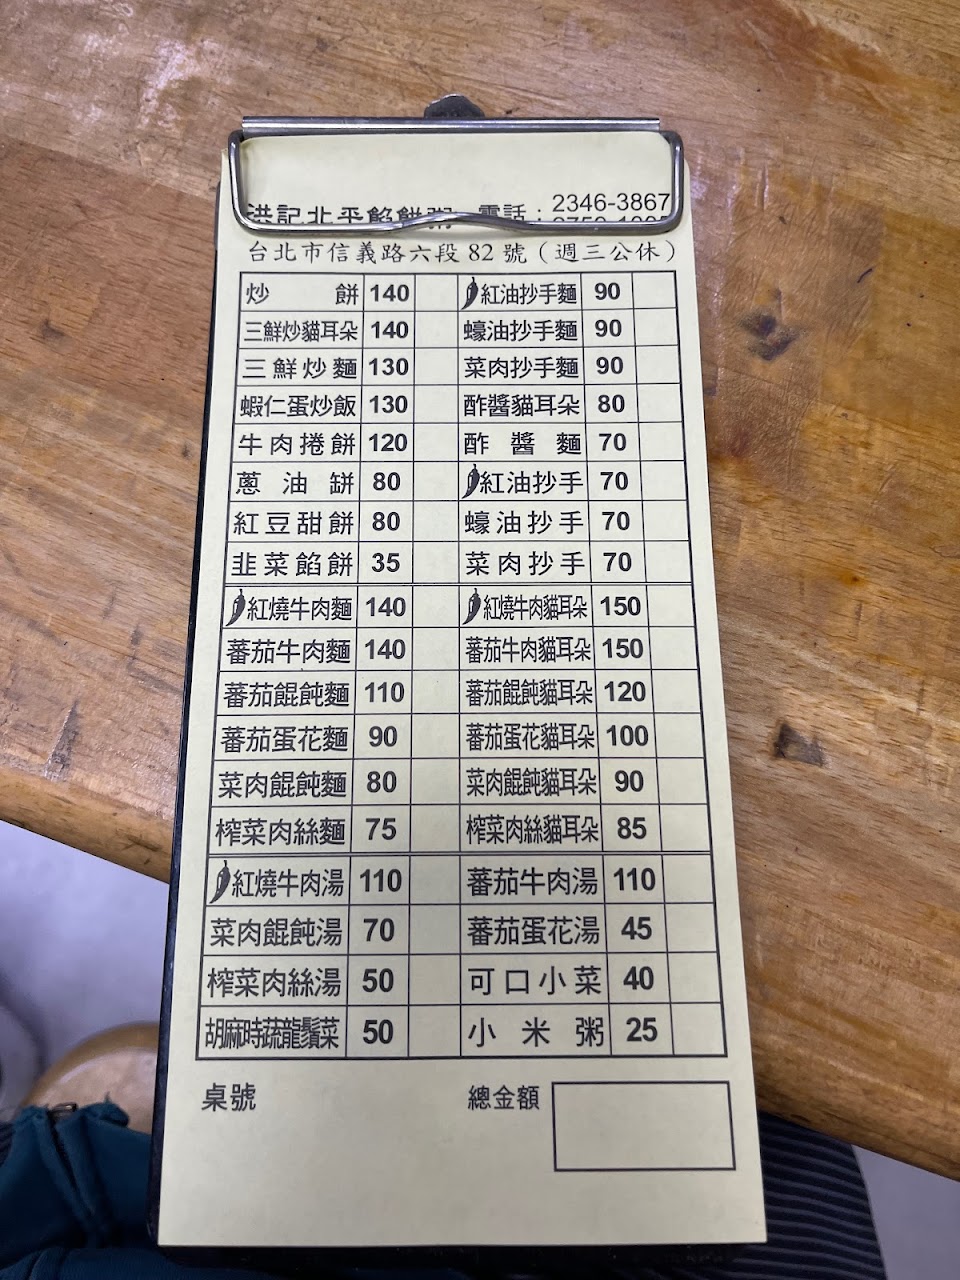 洪記北平餡餅粥 電話：2346-3867
台北市信義路六段 82 號（週三公休）
炒餅 140 紅油抄手麵 90
三鮮炒貓耳朵 140 蠔油抄手麵 90
三鮮炒麵 130 菜肉抄手麵 90
蝦仁蛋炒飯 130 酢醬貓耳朵 80
牛肉捲餅 120 酢醬麵 70
蔥油缾 80 紅油抄手 70
紅豆甜餅 80 蠔油抄手 70
韭菜餡餅 35 菜肉抄手 70
紅燒牛肉麵 140 紅燒牛肉貓耳朵 150
蕃茄牛肉麵 140 蕃茄牛肉貓耳朵 150
蕃茄餛飩麵 110 蕃茄餛飩貓耳朵 120
蕃茄蛋花麵 90 蕃茄蛋花貓耳朵 100
菜肉餛飩麵 80 菜肉餛飩貓耳朵 90
榨菜肉絲麵 75 榨菜肉絲貓耳朵 85
紅燒牛肉湯 110 蕃茄牛肉湯 110
菜肉餛飩湯 70 蕃茄蛋花湯 45
榨菜肉絲湯 50 可口小菜 40
胡麻時蔬龍鬚菜 50 小米粥 25
桌號 總金額